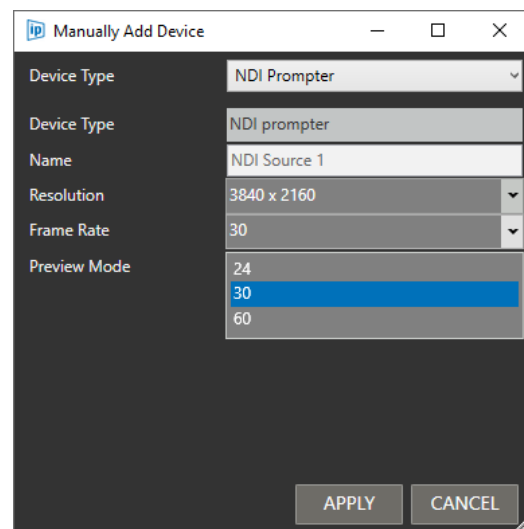 ip Manually Add Device
Device Type NDI Prompter
Device Type NDI prompter
Name NDI Source 1
Resolution 3840 x 2160
Frame Rate 30
Preview Mode 24
30
60
APPLY CANCEL